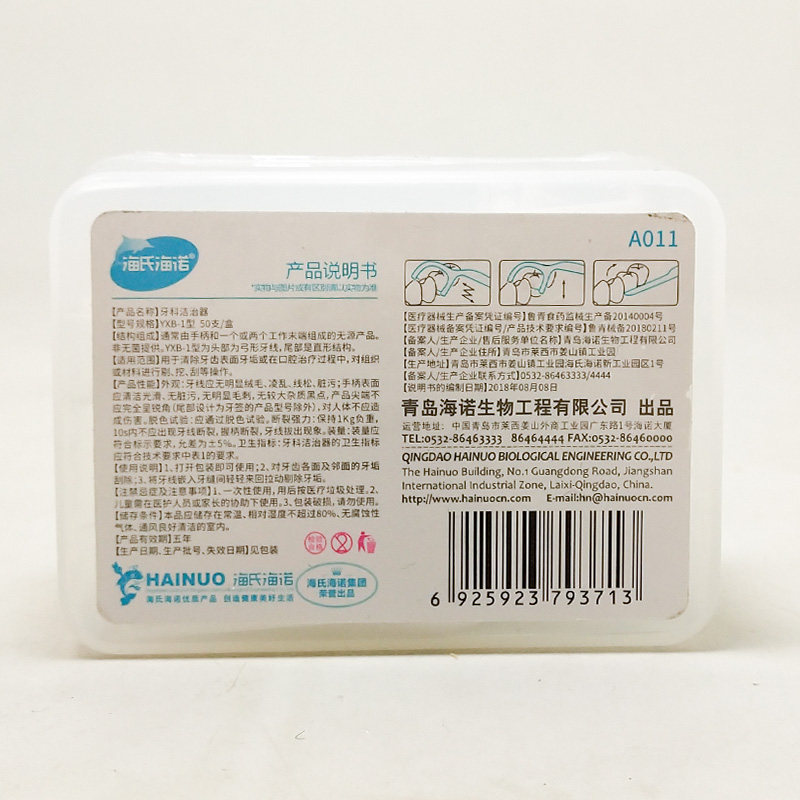 海氏海诺®
产品说明书
*实物与图片或有区别请以实物为准
【产品名称】牙科洁治器
【型号规格】YXB-1型 50支/盒
【结构组成】通常由手柄和一个或两个工作末端组成的无源产品。
非无菌提供。YXB-1型为头部为弓形牙线,尾部是直形结构。
【适用范围】用于清除牙齿表面牙垢或在口腔治疗过程中,对组织
或材料进行剔、挖、刮等操作。
【产品性能】外观:牙线应无明显绒毛、凌乱、线松、脏污;手柄表面
应清洁光滑、无脏污,无明显毛刺,无较大杂质黑点,产品尖端不
应完全呈锐角(尾部设计为牙签的产品型号除外),对人体不应造
成伤害。脱色试验:应通过脱色试验。断裂强力:保持1Kg负重,
10s内不应出现牙线断裂,握柄断裂,牙线拔出现象。装量:装量应
符合标示要求,允差为±5%。卫生指标:牙科洁治器的卫生指标
应符合技术要求中表1的要求。
【使用说明】1、打开包装即可使用;2、对牙齿各面及邻面的牙垢
刮除;3、将牙线嵌入牙缝间轻轻来回拉动剔除牙垢。
【注意禁忌症及注意事项】1、一次性使用,用后按医疗垃圾处理。2、
儿童需在医护人员或家长的协助下使用。3、包装破损,请勿使用。
【储存条件】本品应储存在常温、相对湿度不超过80%、无腐蚀性
气体、通风良好清洁的室内。
【产品有效期】五年
【生产日期、生产批号、失效日期】见包装
检验
合格
HAINUO 海氏海诺
海氏海诺优质产品 创造健康美好生活
海氏海诺集团
荣誉出品
A011
【医疗器械生产备案凭证编号】鲁青食药监械生产备20140004号
【医疗器械备案凭证编号/产品技术要求编号】鲁青械备20180211号
【备案人/生产企业/售后服务单位名称】青岛海诺生物工程有限公司
【备案人/生产企业住所】青岛市莱西市姜山镇工业园
【生产地址】青岛市莱西市姜山镇工业园海氏海诺新工业园区1号
【备案人/生产企业联系方式】0532-86463333/4444
【说明书的编制日期】2018年08月08日
青岛海诺生物工程有限公司 出品
运营地址: 中国青岛市莱西姜山外商工业园广东路1号海诺大厦
TEL:0532-86463333 86464444 FAX:0532-86460000
QINGDAO HAINUO BIOLOGICAL ENGINEERING CO.,LTD
The Hainuo Building, No.1 Guangdong Road, Jiangshan
International Industrial Zone, Laixi-Qingdao, China.
http://www.hainuocn.com E-mail:hn@hainuocn.com
6 925923 793713